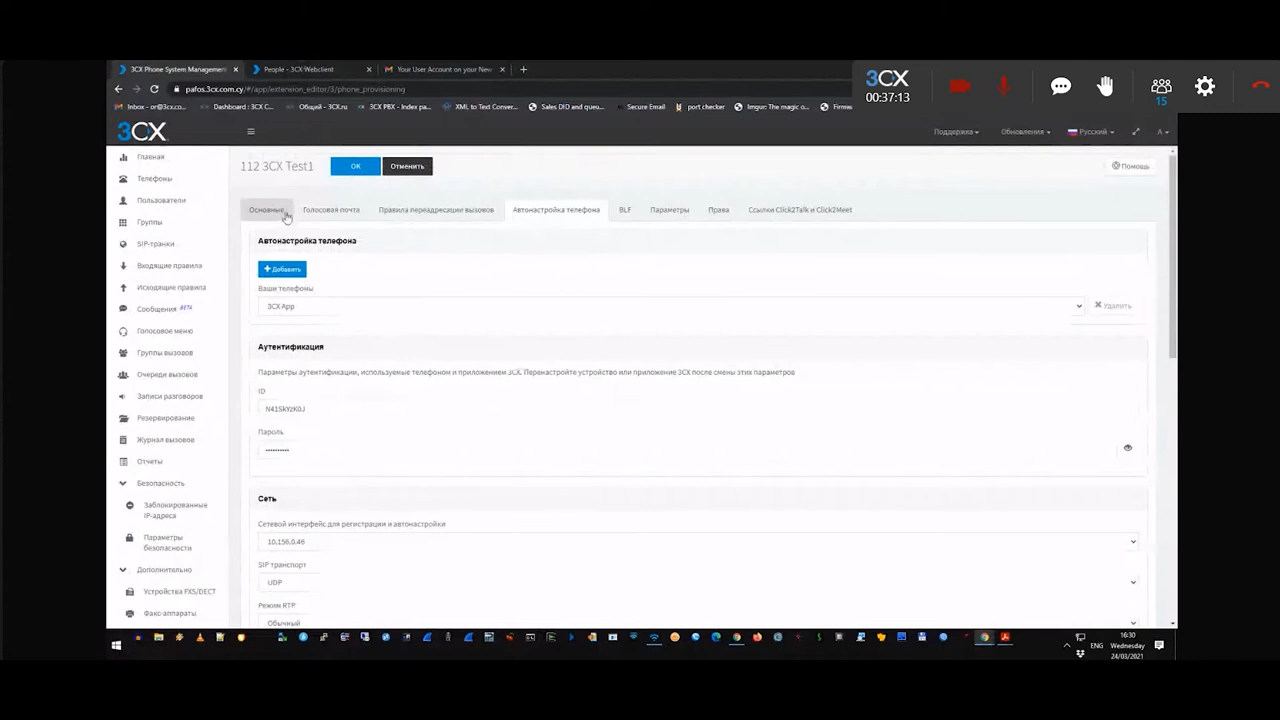 3CX Phone System Management
People - 3CX Webclient
Your User Account on your New
3CX
00:37:13
15
pafos.3cx.com.cy/#/app/extension_editor/3/phone_provisioning
Inbox - or@3cx.co...
Dashboard : 3CX C...
Общий - 3CX.ru
3CX PBX - Index pa...
XML to Text Conver...
Sales DID and queu...
Secure Email
port checker
Imgur: The magic o...
Firmw
3CX
Поддержка
Обновления
Русский
A
Главная
Телефоны
Пользователи
Группы
SIP-транки
Входящие правила
Исходящие правила
Сообщения BETA
Голосовое меню
Группы вызовов
Очереди вызовов
Записи разговоров
Резервирование
Журнал вызовов
Отчеты
Безопасность
Заблокированные
IP-адреса
Параметры
безопасности
Дополнительно
Устройства FXS/DECT
Факс-аппараты
112 3CX Test1
OK
Отменить
Помощь
Основные
Голосовая почта
Правила переадресации вызовов
Автонастройка телефона
BLF
Параметры
Права
Ссылки Click2Talk и Click2Meet
Автонастройка телефона
Добавить
Ваши телефоны
3CX App
Удалить
Аутентификация
Параметры аутентификации, используемые телефоном и приложением 3CX. Перенастройте устройство или приложение 3CX после смены этих параметров
ID
N41SkYzK0J
Пароль
Сеть
Сетевой интерфейс для регистрации и автонастройки
10.156.0.46
SIP транспорт
UDP
Режим RTP
Обычный
ENG
16:30
Wednesday
24/03/2021